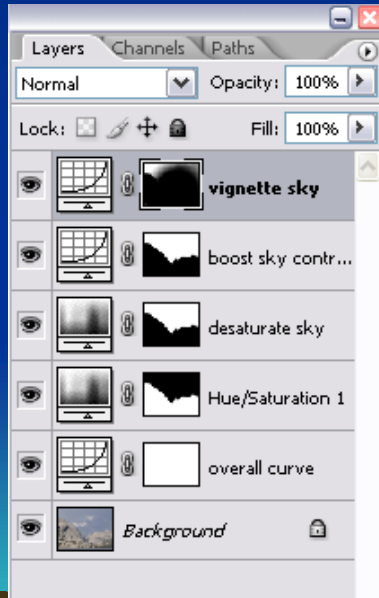 Layers Channels Paths
Normal Opacity: 100%
Lock: Fill: 100%
vignette sky
boost sky contr...
desaturate sky
Hue/Saturation 1
overall curve
Background